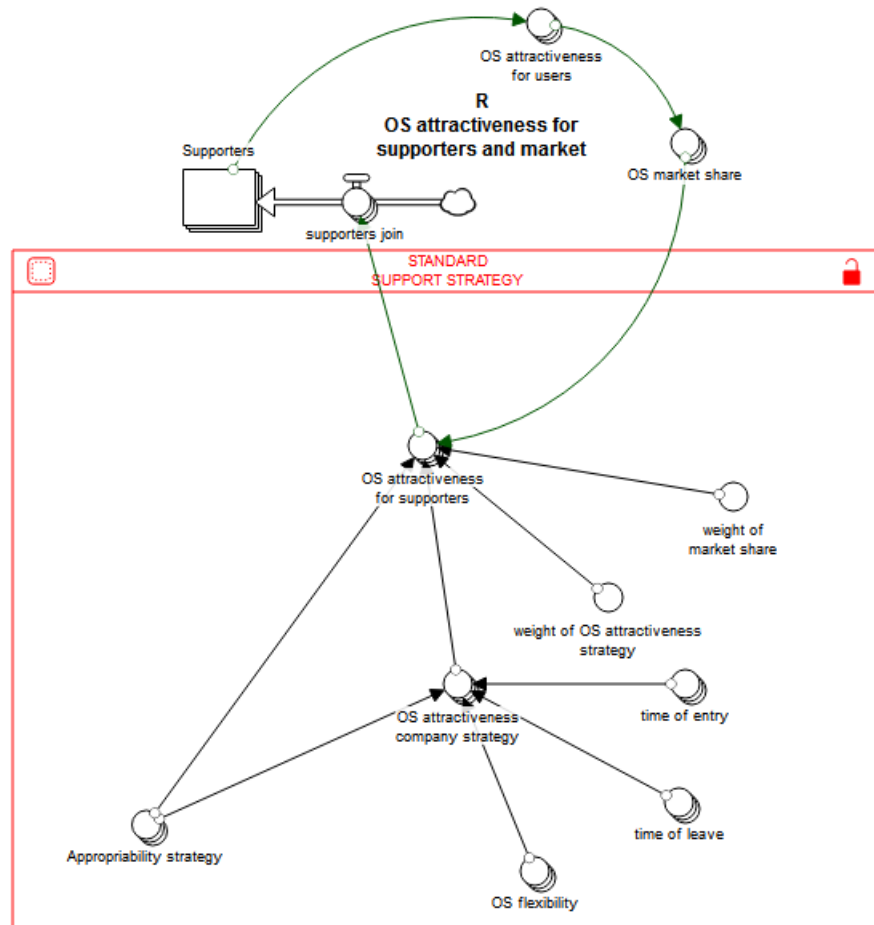 OS attractiveness
for users
R
OS attractiveness for
supporters and market
Supporters
OS market share
supporters join
STANDARD
SUPPORT STRATEGY
OS attractiveness
for supporters
weight of
market share
weight of OS attractiveness
strategy
OS attractiveness
company strategy
time of entry
time of leave
Appropriability strategy
OS flexibility